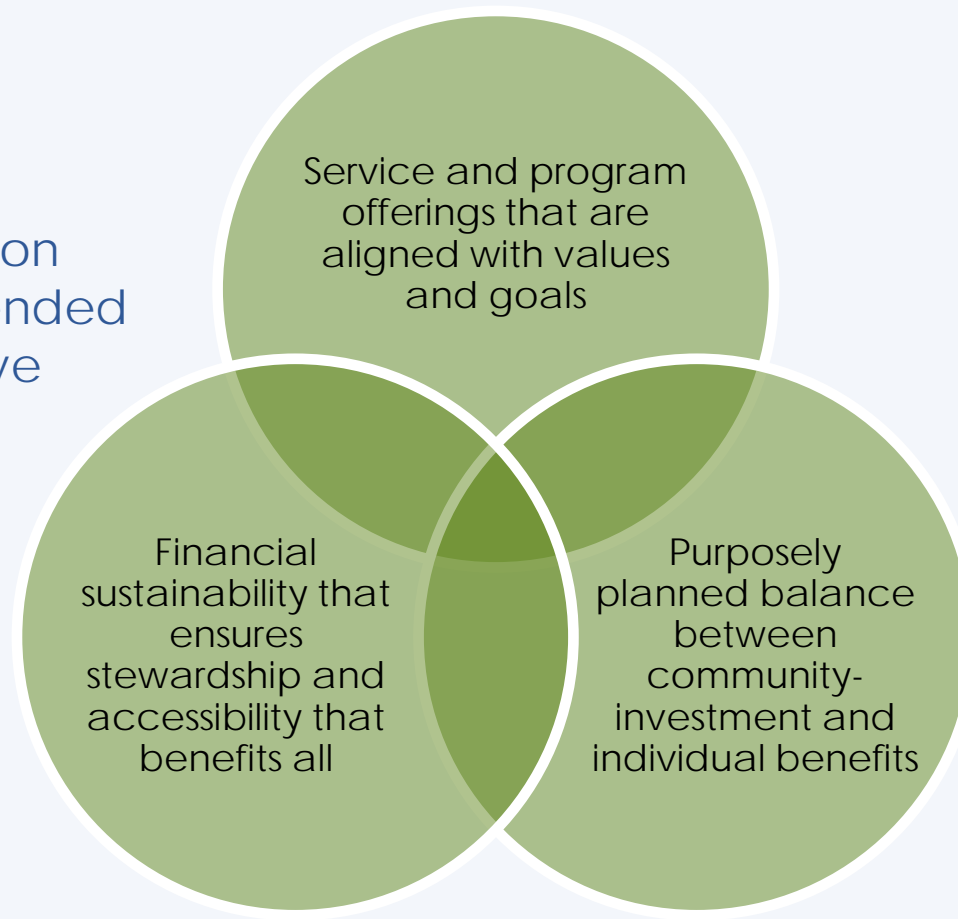 on
nded
ve
Service and program
offerings that are
aligned with values
and goals
Financial
sustainability that
ensures
stewardship and
accessibility that
benefits all
Purposely
planned balance
between
community-
investment and
individual benefits